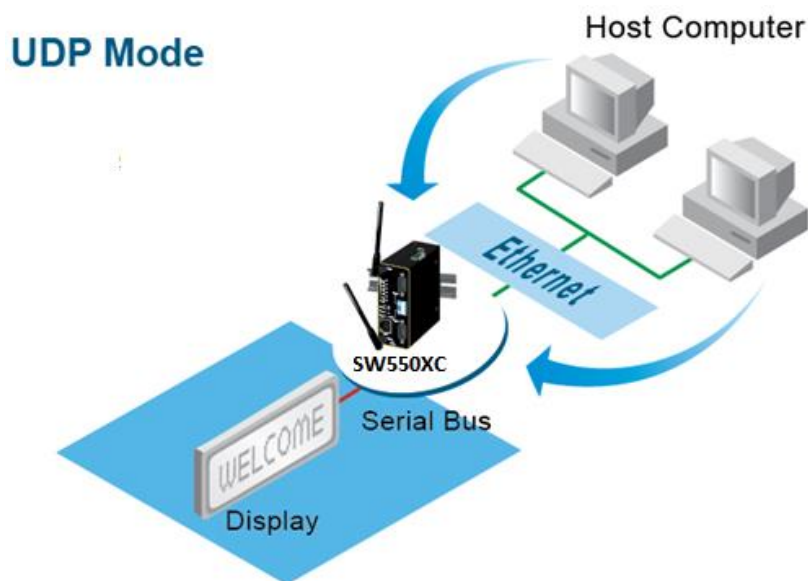 Host Computer
UDP Mode
Ethernet
SW550XC
Serial Bus
WELCOME
Display